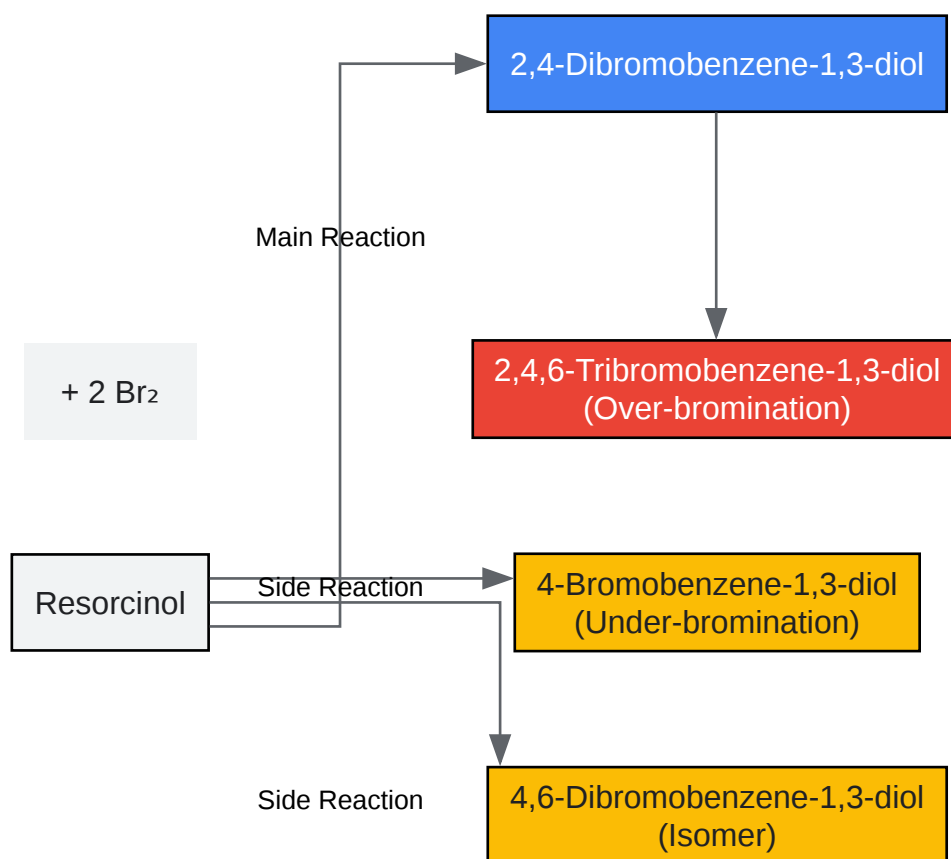 2,4-Dibromobenzene-1,3-diol
Main Reaction
+ 2 Br₂
2,4,6-Tribromobenzene-1,3-diol
(Over-bromination)
Resorcinol
Side Reaction
4-Bromobenzene-1,3-diol
(Under-bromination)
Side Reaction
4,6-Dibromobenzene-1,3-diol
(Isomer)